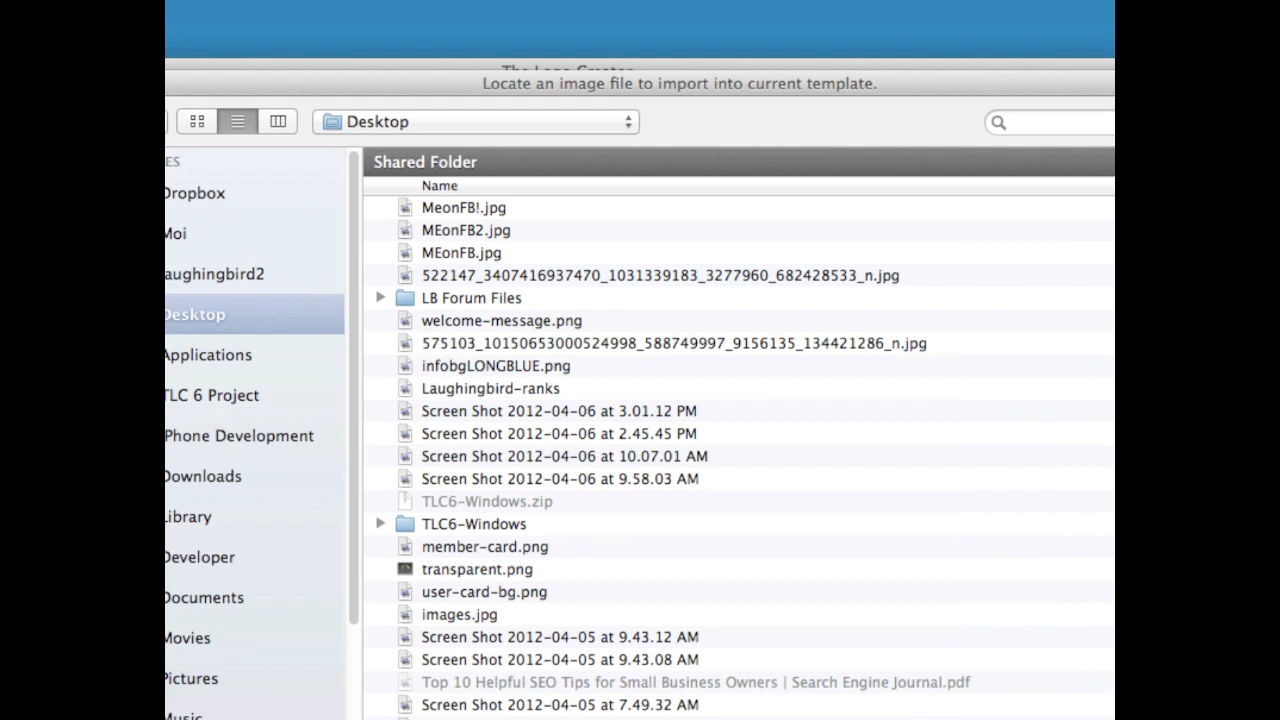 The Logo Creator
Locate an image file to import into current template.
Desktop
ES
Dropbox
Moi
aughingbird2
Desktop
Applications
TLC 6 Project
Phone Development
Downloads
Library
Developer
Documents
Movies
Pictures
Music
Shared Folder
Name
MeonFB!.jpg
MEonFB2.jpg
MEonFB.jpg
522147_3407416937470_1031339183_3277960_682428533_n.jpg
LB Forum Files
welcome-message.png
575103_10150653000524998_588749997_9156135_134421286_n.jpg
infobgLONGBLUE.png
Laughingbird-ranks
Screen Shot 2012-04-06 at 3.01.12 PM
Screen Shot 2012-04-06 at 2.45.45 PM
Screen Shot 2012-04-06 at 10.07.01 AM
Screen Shot 2012-04-06 at 9.58.03 AM
TLC6-Windows.zip
TLC6-Windows
member-card.png
transparent.png
user-card-bg.png
images.jpg
Screen Shot 2012-04-05 at 9.43.12 AM
Screen Shot 2012-04-05 at 9.43.08 AM
Top 10 Helpful SEO Tips for Small Business Owners | Search Engine Journal.pdf
Screen Shot 2012-04-05 at 7.49.32 AM